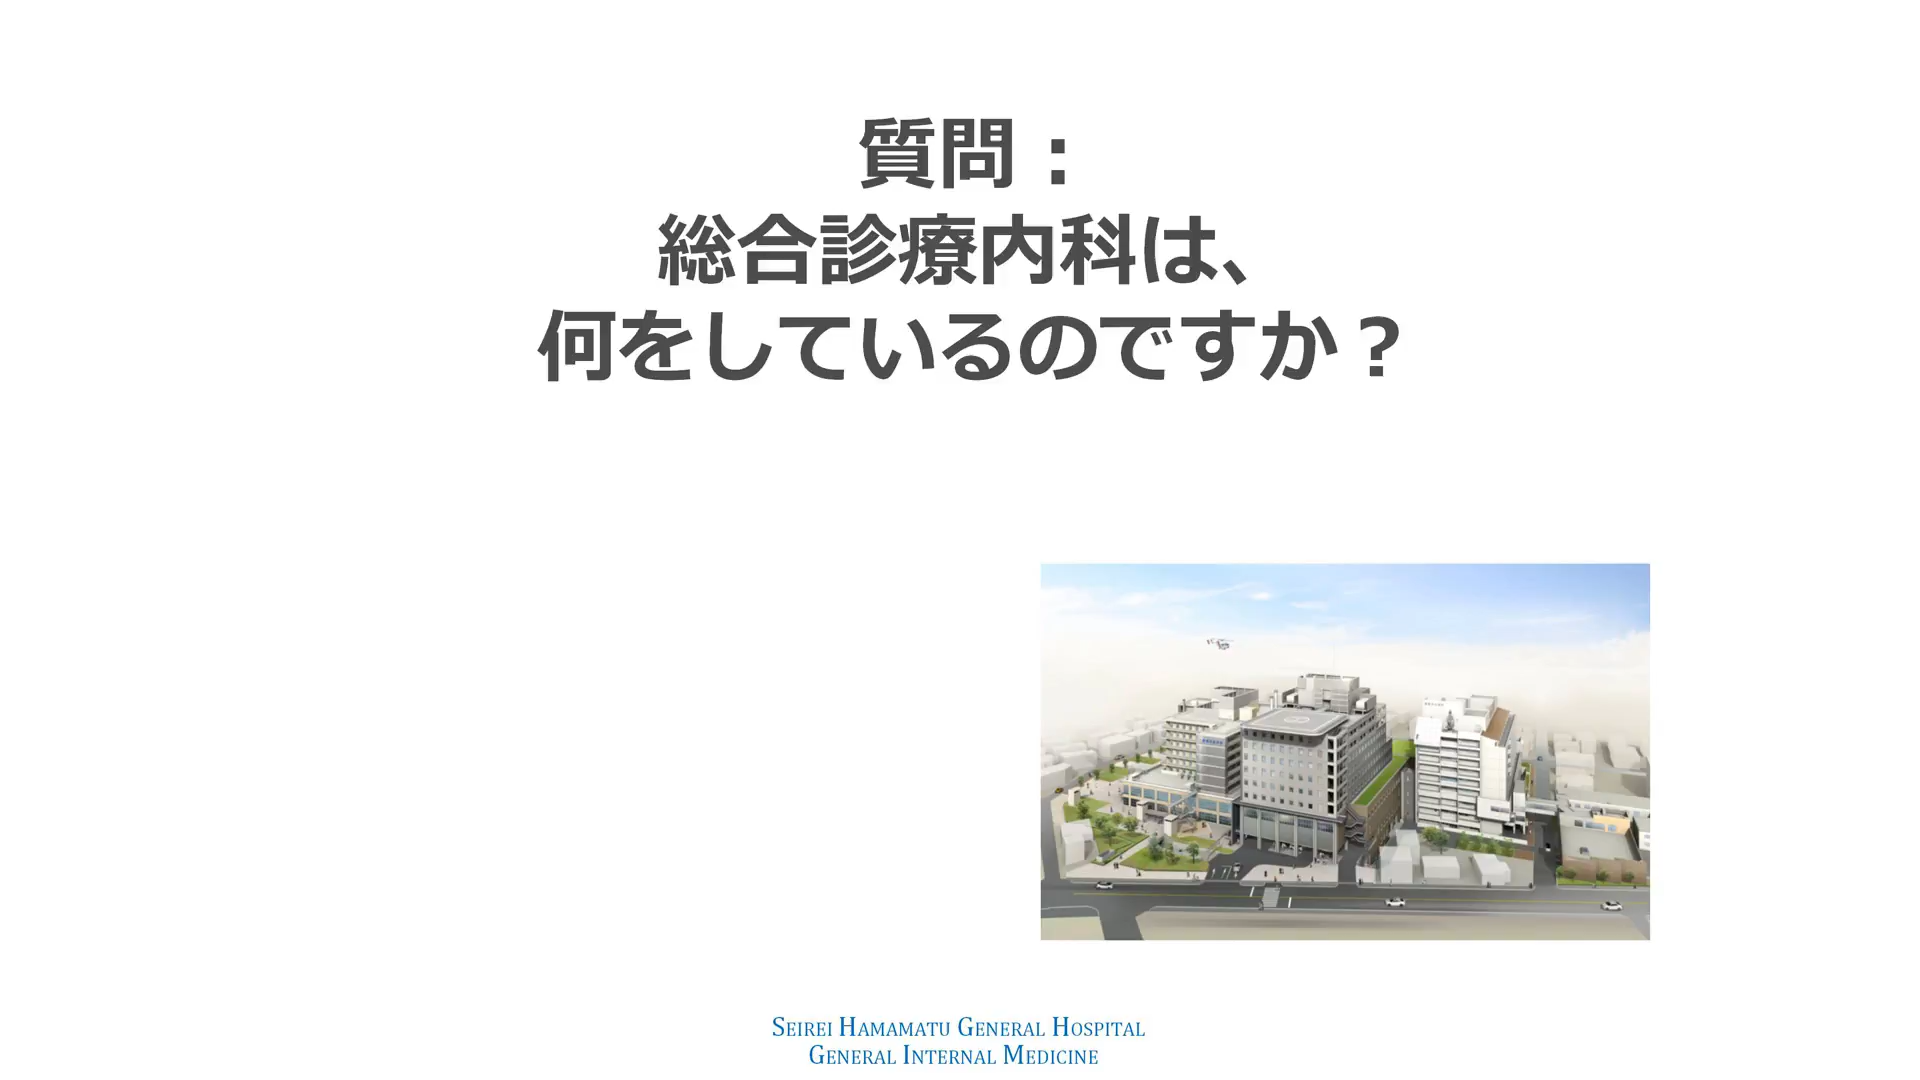 質問：
総合診療内科は、
何をしているのですか？
SEIREI HAMAMATU GENERAL HOSPITAL
GENERAL INTERNAL MEDICINE